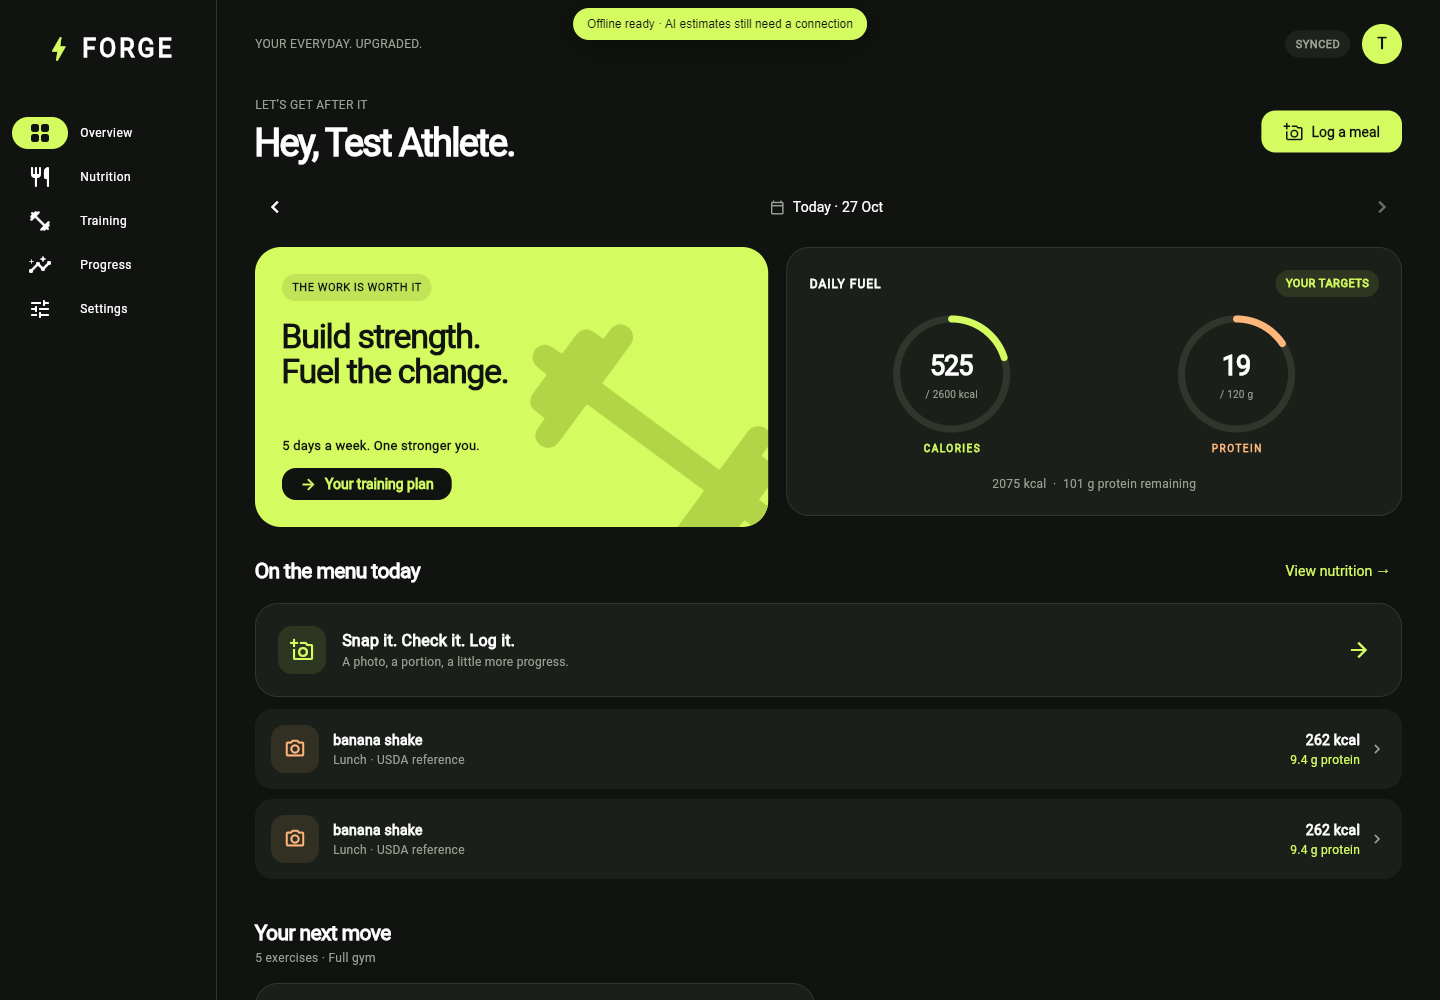 Offline ready · AI estimates still need a connection
FORGE
YOUR EVERYDAY. UPGRADED.
SYNCED
T
Overview
Nutrition
Training
Progress
Settings
LET'S GET AFTER IT
Hey, Test Athlete.
Log a meal
Today · 27 Oct
THE WORK IS WORTH IT
Build strength.
Fuel the change.
5 days a week. One stronger you.
→ Your training plan
DAILY FUEL
YOUR TARGETS
525
/ 2600 kcal
CALORIES
19
/ 120 g
PROTEIN
2075 kcal · 101 g protein remaining
On the menu today
View nutrition →
Snap it. Check it. Log it.
A photo, a portion, a little more progress.
banana shake
Lunch · USDA reference
262 kcal
9.4 g protein
banana shake
Lunch · USDA reference
262 kcal
9.4 g protein
Your next move
5 exercises · Full gym